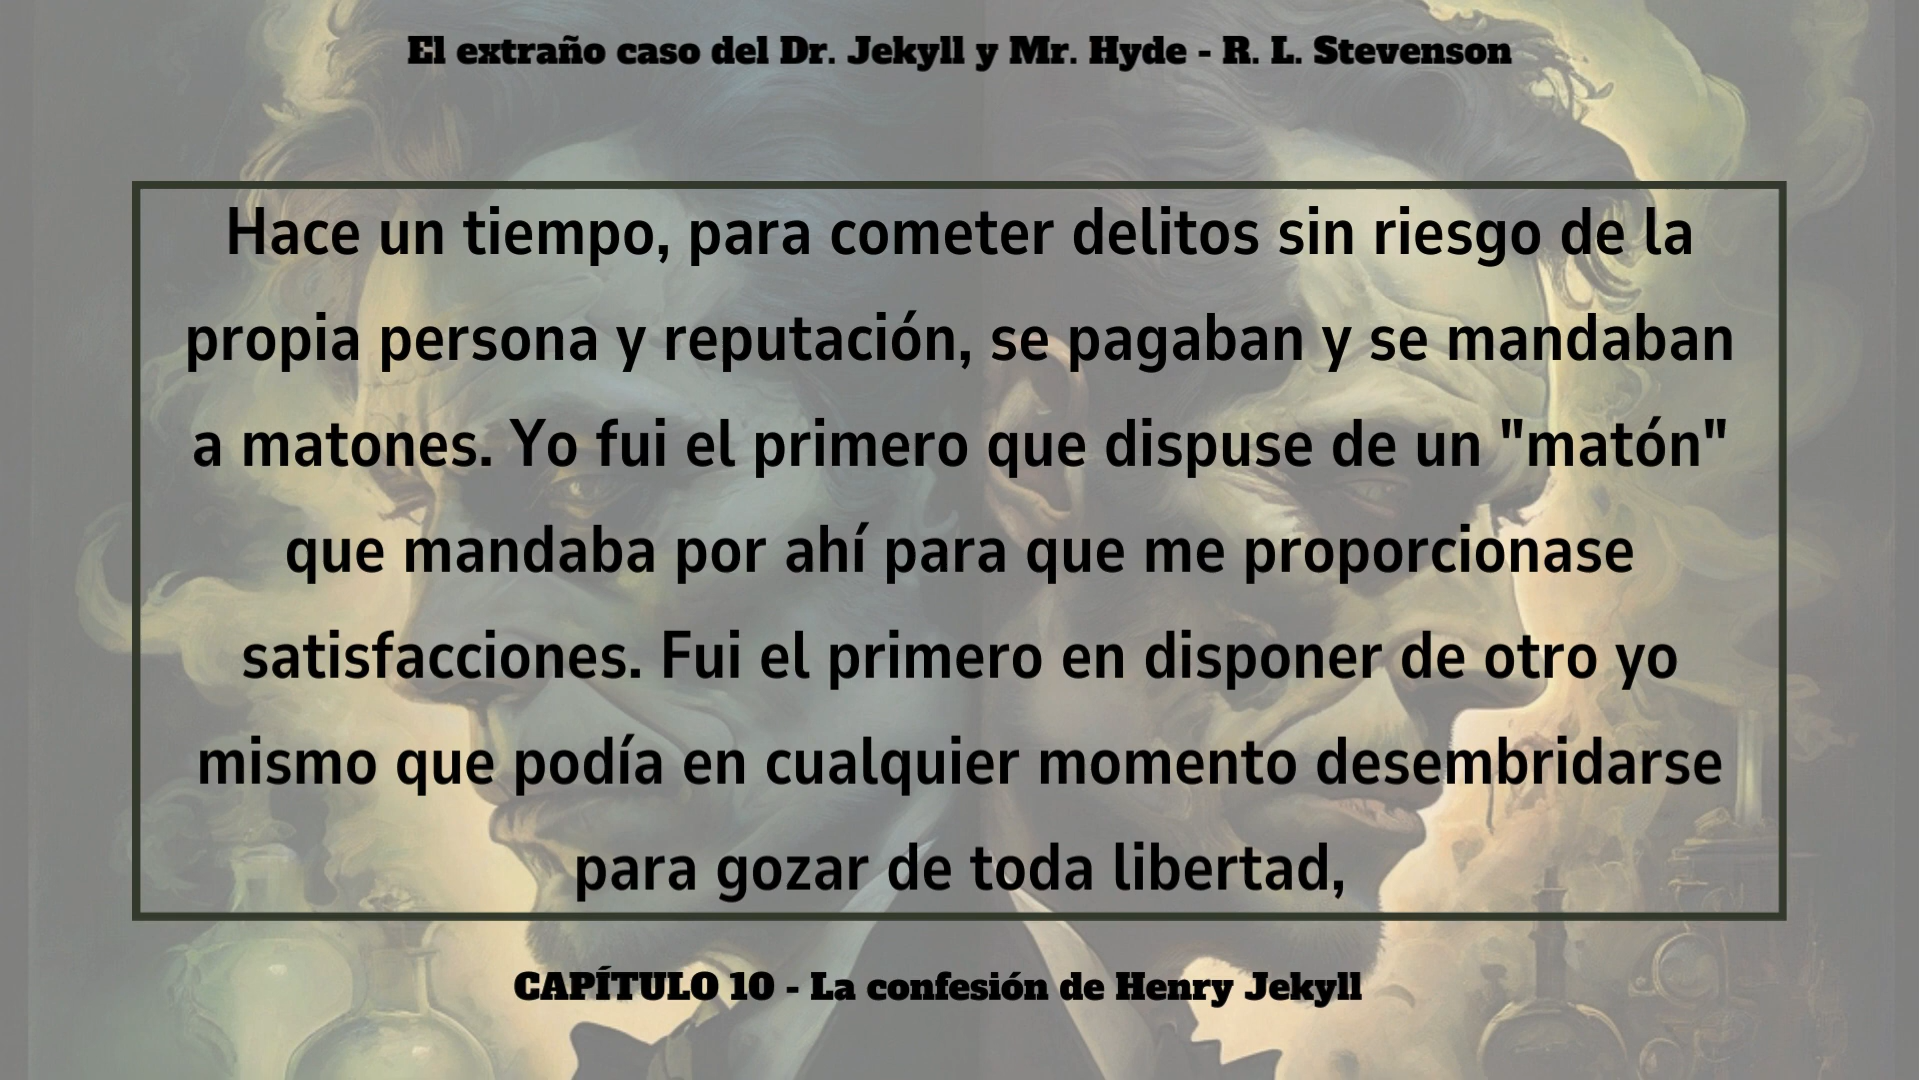 El extraño caso del Dr. Jekyll y Mr. Hyde - R. L. Stevenson
Hace un tiempo, para cometer delitos sin riesgo de la
propia persona y reputación, se pagaban y se mandaban
a matones. Yo fui el primero que dispuse de un "matón"
que mandaba por ahí para que me proporcionase
satisfacciones. Fui el primero en disponer de otro yo
mismo que podía en cualquier momento desembridarse
para gozar de toda libertad,
CAPÍTULO 10 - La confesión de Henry Jekyll